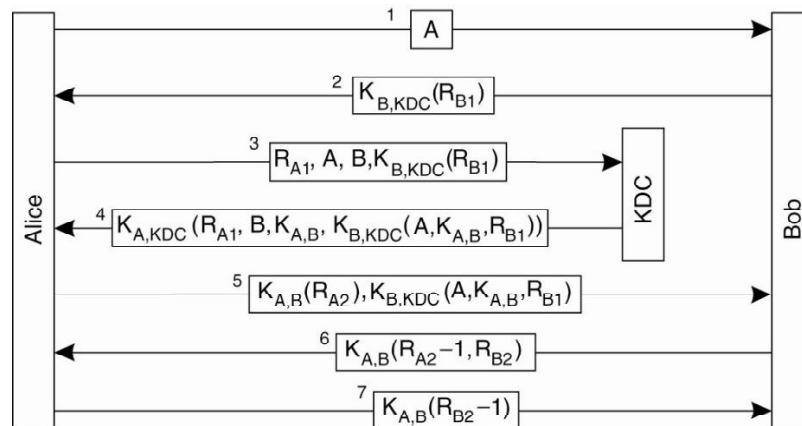 Alice
Bob
KDC
1 A
2 K_B,KDC(R_B1)
3 R_A1, A, B,K_B,KDC(R_B1)
4 K_A,KDC(R_A1, B,K_A,B, K_B,KDC(A,K_A,B,R_B1))
5 K_A,B(R_A2),K_B,KDC(A,K_A,B,R_B1)
6 K_A,B(R_A2−1,R_B2)
7 K_A,B(R_B2−1)